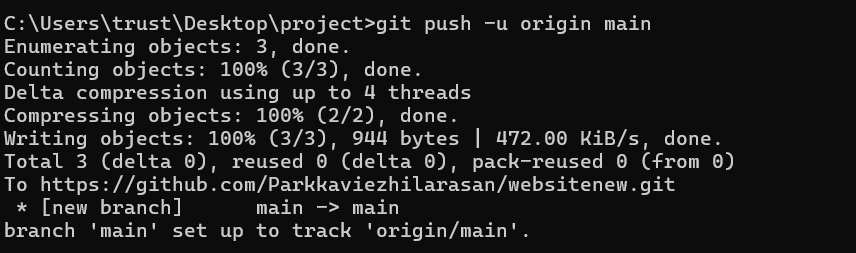 C:\Users\trust\Desktop\project>git push -u origin main
Enumerating objects: 3, done.
Counting objects: 100% (3/3), done.
Delta compression using up to 4 threads
Compressing objects: 100% (2/2), done.
Writing objects: 100% (3/3), 944 bytes | 472.00 KiB/s, done.
Total 3 (delta 0), reused 0 (delta 0), pack-reused 0 (from 0)
To https://github.com/Parkkaviezhilarasan/websitenew.git
 * [new branch]      main -> main
branch 'main' set up to track 'origin/main'.